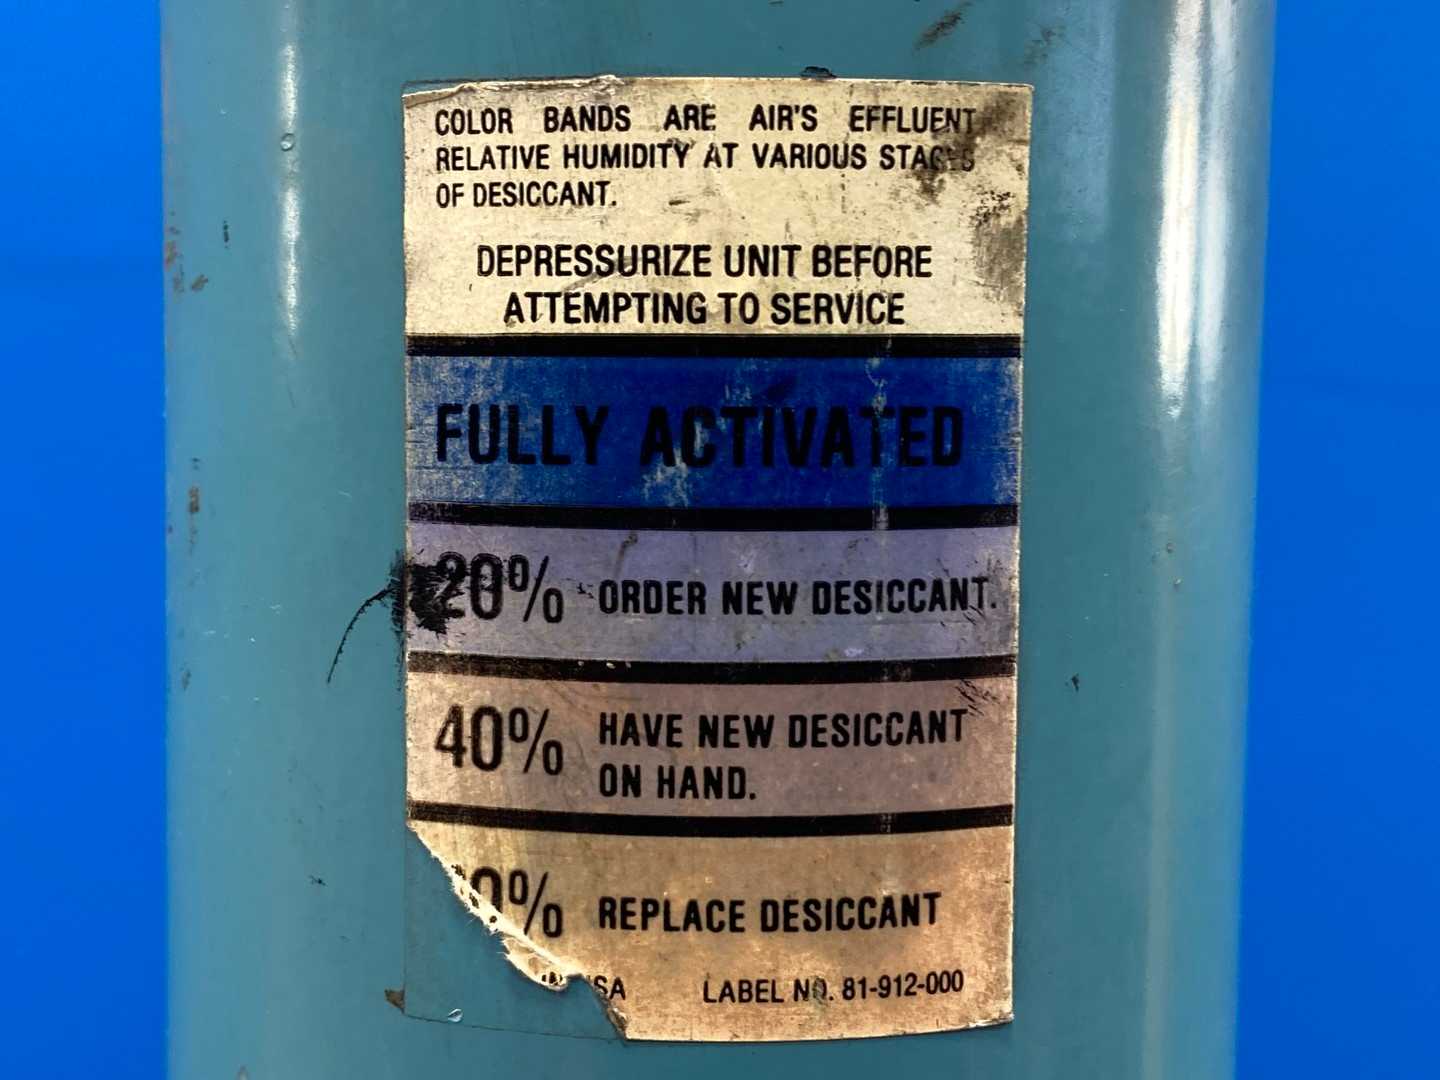 COLOR BANDS ARE AIR'S EFFLUENT
RELATIVE HUMIDITY AT VARIOUS STAGES
OF DESICCANT.
DEPRESSURIZE UNIT BEFORE
ATTEMPTING TO SERVICE
FULLY ACTIVATED
20% ORDER NEW DESICCANT.
40% HAVE NEW DESICCANT
ON HAND.
REPLACE DESICCANT
LABEL NO. 81-912-000